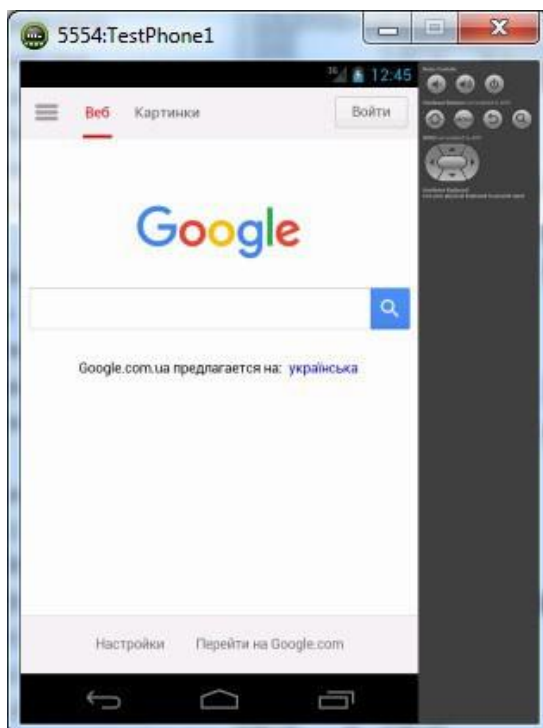 5554:TestPhone1
3G 12:45
Веб Картинки Войти
Google
Google.com.ua предлагается на: українська
Настройки Перейти на Google.com